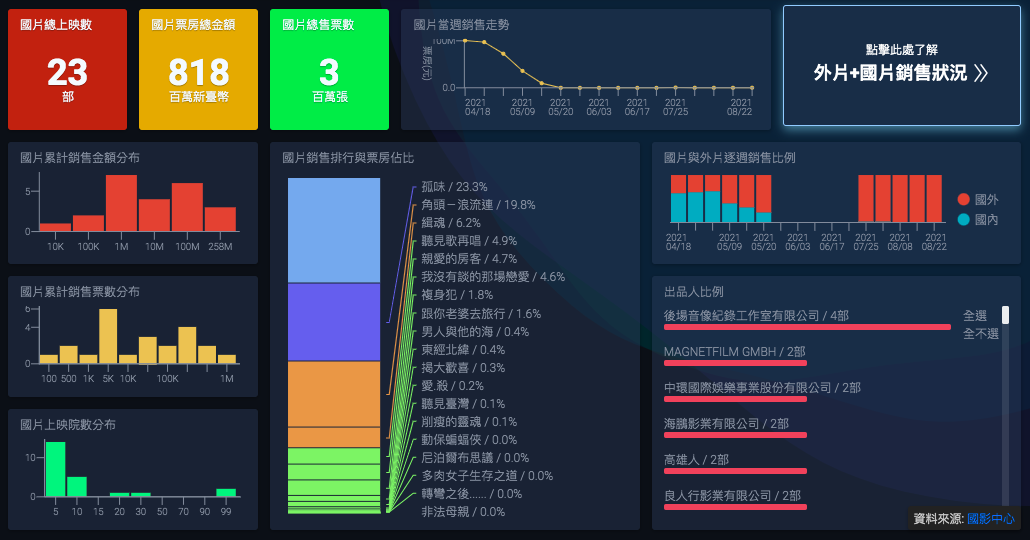 國片總上映數
23
部
國片票房總金額
818
百萬新臺幣
國片總售票數
3
百萬張
國片當週銷售走勢
票房(元)
100M
0.0
2021 04/18
2021 05/09
2021 05/20
2021 06/03
2021 06/17
2021 07/25
2021 08/22
點擊此處了解
外片+國片銷售狀況
國片累計銷售金額分布
5
0
10K 100K 1M 10M 100M 258M
國片累計銷售票數分布
6
4
0
100 500 1K 5K 10K 100K 1M
國片上映院數分布
10
0
5 10 15 20 30 50 70 90 99
國片銷售排行與票房佔比
孤味 / 23.3%
角頭－浪流連 / 19.8%
緝魂 / 6.2%
聽見歌再唱 / 4.9%
親愛的房客 / 4.7%
我沒有談的那場戀愛 / 4.6%
複身犯 / 1.8%
跟你老婆去旅行 / 1.6%
男人與他的海 / 0.4%
東經北緯 / 0.4%
揭大歡喜 / 0.3%
愛.殺 / 0.2%
聽見臺灣 / 0.1%
削瘦的靈魂 / 0.1%
動保蝙蝠俠 / 0.0%
尼泊爾布思議 / 0.0%
多肉女子生存之道 / 0.0%
轉彎之後...... / 0.0%
非法母親 / 0.0%
國片與外片逐週銷售比例
2021 04/18
2021 05/09
2021 05/20
2021 06/03
2021 06/17
2021 07/25
2021 08/08
2021 08/22
國外
國內
出品人比例
後場音像紀錄工作室有限公司 / 4部
全選
全不選
MAGNETFILM GMBH / 2部
中環國際娛樂事業股份有限公司 / 2部
海鵬影業有限公司 / 2部
高雄人 / 2部
良人行影業有限公司 / 2部
資料來源: 國影中心